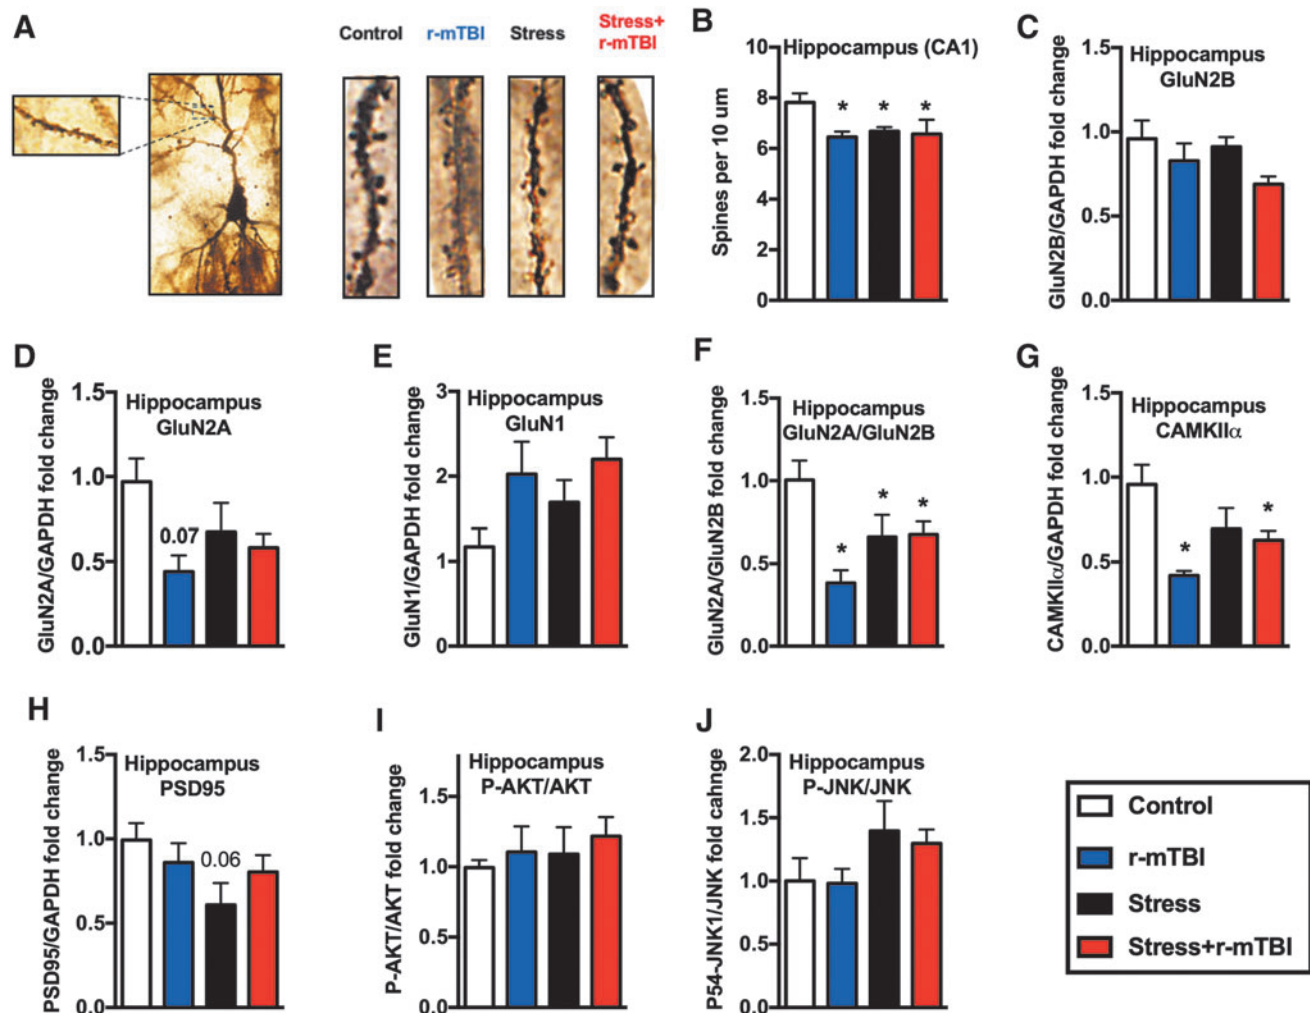 A
Control
r-mTBI
Stress
Stress+
r-mTBI
B
Hippocampus (CA1)
Spines per 10 um
10
8
6
4
2
0
*
*
*
C
Hippocampus
GluN2B
GluN2B/GAPDH fold change
1.5
1.0
0.5
0.0
D
Hippocampus
GluN2A
GluN2A/GAPDH fold change
1.5
1.0
0.5
0.0
0.07
E
Hippocampus
GluN1
GluN1/GAPDH fold change
3
2
1
0
F
Hippocampus
GluN2A/GluN2B
GluN2A/GluN2B fold change
1.5
1.0
0.5
0.0
*
*
*
G
Hippocampus
CAMKIIα
CAMKIIα/GAPDH fold change
1.5
1.0
0.5
0.0
*
*
H
Hippocampus
PSD95
PSD95/GAPDH fold change
1.5
1.0
0.5
0.0
0.06
I
Hippocampus
P-AKT/AKT
P-AKT/AKT fold change
1.5
1.0
0.5
0.0
J
Hippocampus
P-JNK/JNK
P54-JNK1/JNK fold cahnge
2.0
1.5
1.0
0.5
0.0
Control
r-mTBI
Stress
Stress+r-mTBI